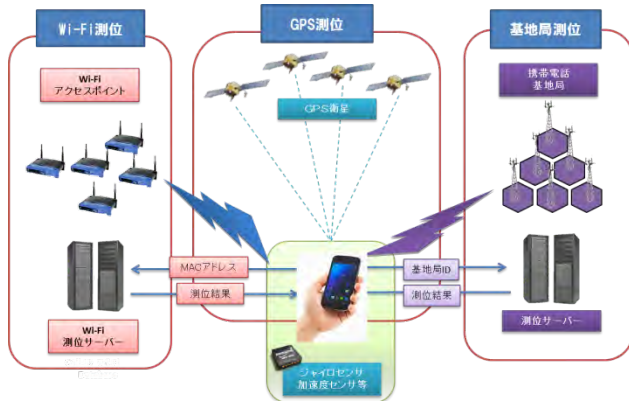 Wi-Fi測位
GPS測位
基地局測位
Wi-Fi
アクセスポイント
GPS衛星
携帯電話
基地局
MACアドレス
測位結果
基地局ID
測位結果
Wi-Fi
測位サーバー
測位サーバー
ジャイロセンサ
加速度センサ等